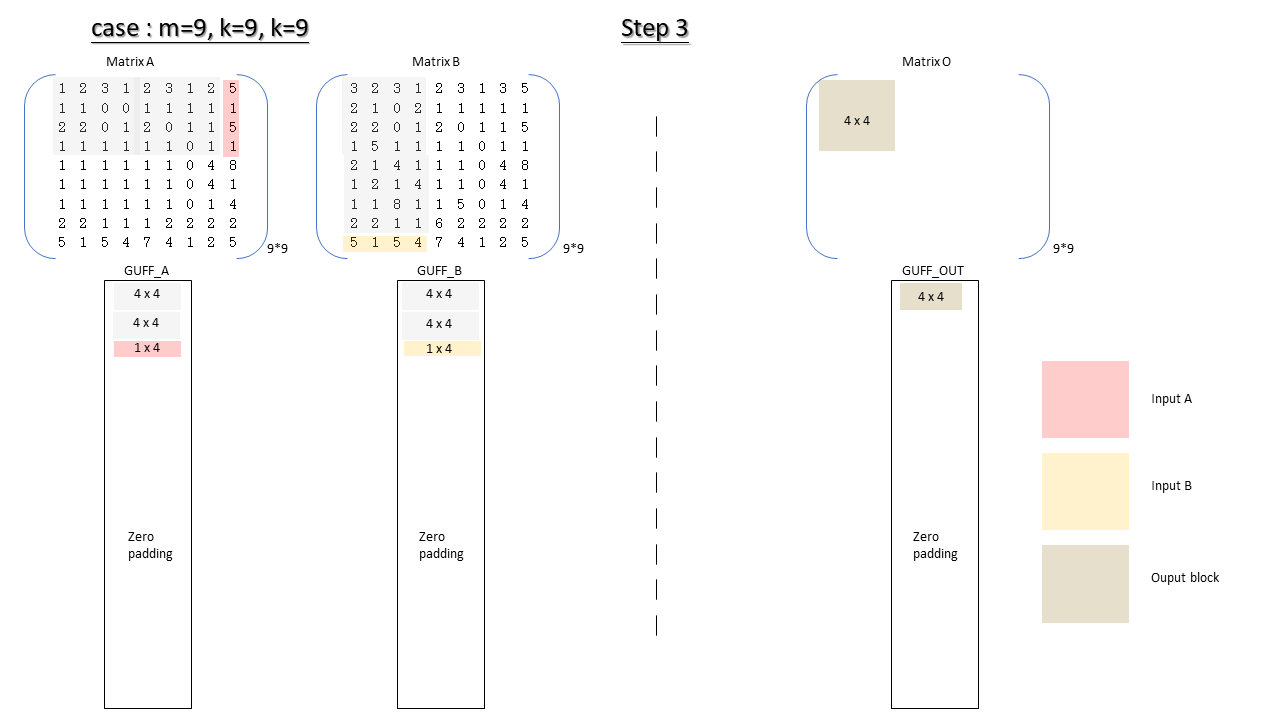 case : m=9, k=9, k=9
Step 3
Matrix A
1 2 3 1 2 3 1 2 5
1 1 0 0 1 1 1 1 1
2 2 0 1 2 0 1 1 5
1 1 1 1 1 1 0 1 1
1 1 1 1 1 1 0 4 8
1 1 1 1 1 1 0 4 1
1 1 1 1 1 1 0 1 4
2 2 1 1 1 2 2 2 2
5 1 5 4 7 4 1 2 5
9*9
Matrix B
3 2 3 1 2 3 1 3 5
2 1 0 2 1 1 1 1 1
2 2 0 1 2 0 1 1 5
1 5 1 1 1 1 0 1 1
2 1 4 1 1 1 0 4 8
1 2 1 4 1 1 0 4 1
1 1 8 1 1 5 0 1 4
2 2 1 1 6 2 2 2 2
5 1 5 4 7 4 1 2 5
9*9
Matrix O
4 x 4
9*9
GUFF_A
4 x 4
4 x 4
1 x 4
Zero
padding
GUFF_B
4 x 4
4 x 4
1 x 4
Zero
padding
GUFF_OUT
4 x 4
Zero
padding
Input A
Input B
Ouput block